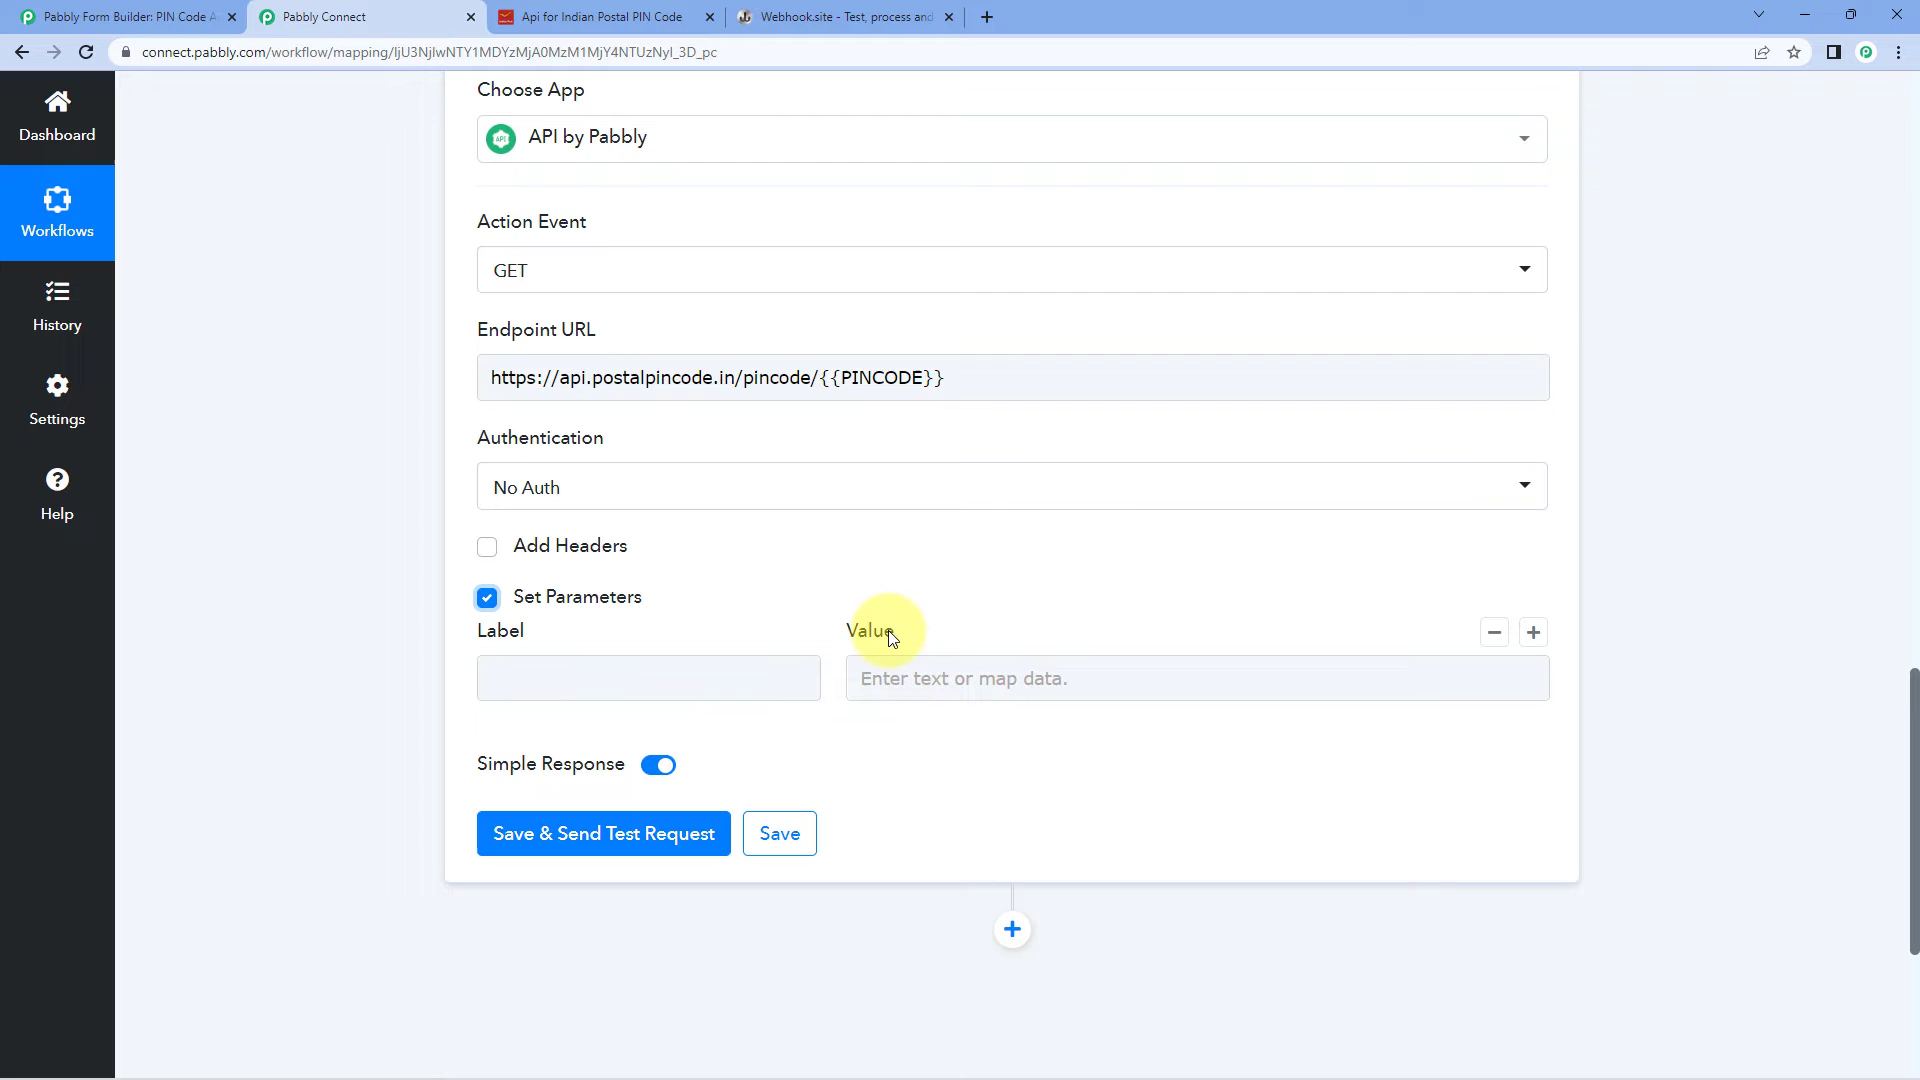 Pabbly Form Builder: PIN Code A
Pabbly Connect
Api for Indian Postal PIN Code
Webhook.site - Test, process and
connect.pabbly.com/workflow/mapping/IjU3NjIwNTY1MDYzMjA0MzM1MjY4NTUzNyI_3D_pc
Choose App
API by Pabbly
Dashboard
Workflows
History
Settings
Help
Action Event
GET
Endpoint URL
https://api.postalpincode.in/pincode/{{PINCODE}}
Authentication
No Auth
Add Headers
Set Parameters
Label
Value
Enter text or map data.
Simple Response
Save & Send Test Request
Save